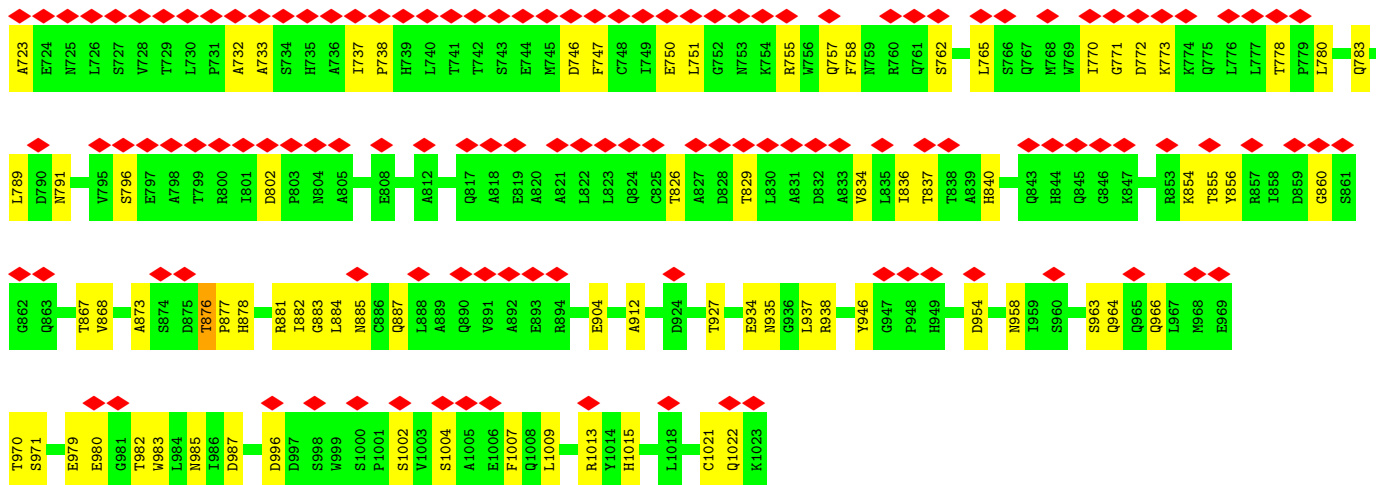 A723 E724 N725 L726 S727 V728 T729 L730 P731 A732 A733 S734 H735 A736 I737 P738 H739 L740 T741 T742 S743 E744 M745 D746 F747 C748 I749 E750 L751 G752 N753 K754 R755 W756 Q757 F758 N759 R760 Q761 S762 L765 S766 Q767 M768 W769 I770 G771 D772 K773 K774 Q775 L776 L777 T778 P779 L780 Q783
L789 D790 N791 V795 S796 E797 A798 T799 R800 I801 D802 P803 N804 A805 E808 A812 Q817 A818 E819 A820 A821 L822 L823 Q824 C825 T826 A827 D828 T829 L830 A831 D832 A833 V834 L835 I836 T837 T838 A839 H840 Q843 H844 Q845 G846 K847 R853 K854 T855 Y856 R857 I858 D859 G860 S861
G862 Q863 T867 V868 A873 S874 D875 T876 P877 H878 R881 I882 G883 L884 N885 C886 Q887 L888 A889 Q890 V891 A892 E893 R894 E904 A912 D924 T927 E934 N935 G936 L937 R938 Y946 G947 P948 H949 D954 N958 I959 S960 S963 Q964 Q965 Q966 L967 M968 E969
T970 S971 E979 E980 G981 T982 W983 L984 N985 I986 D987 D996 D997 S998 W999 S1000 P1001 S1002 V1003 S1004 A1005 E1006 F1007 Q1008 L1009 R1013 Y1014 H1015 L1018 C1021 Q1022 K1023